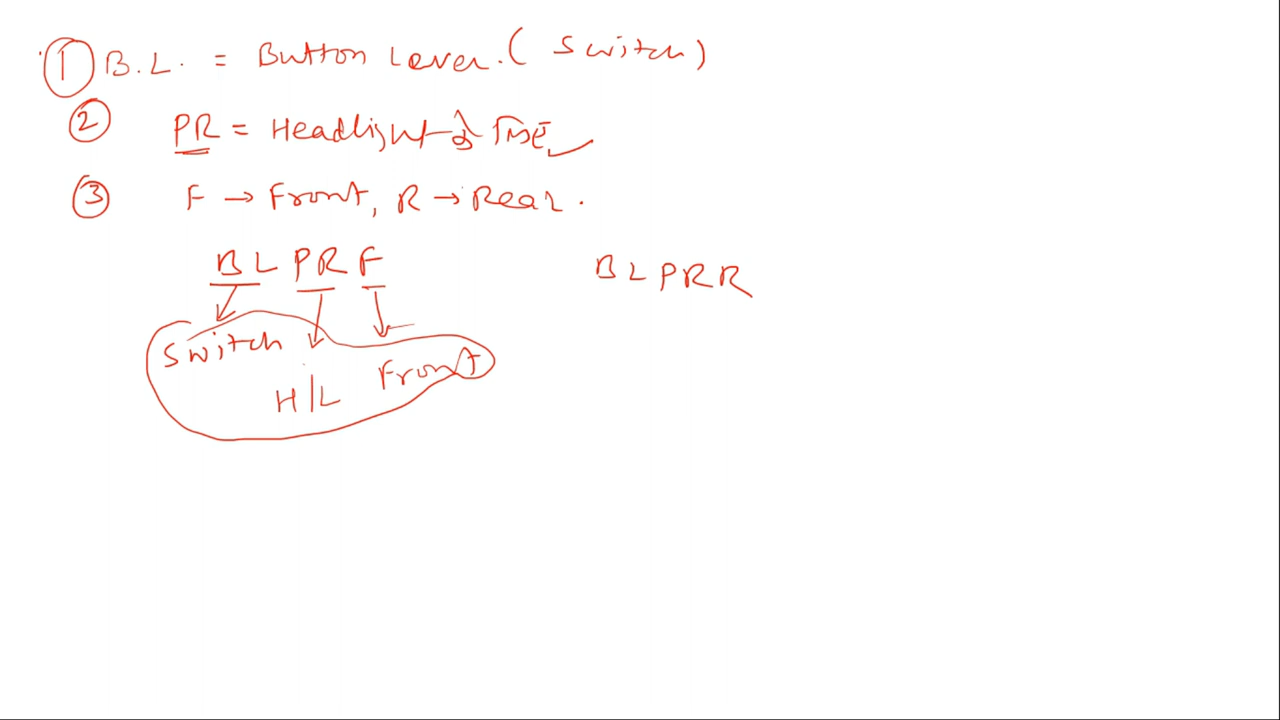 ① B.L. = Button Lever. ( Switch )
② PR = Headlight के लिए
③ F → Front, R → Rear.
BLPRF BLPRR
Switch
H/L Front